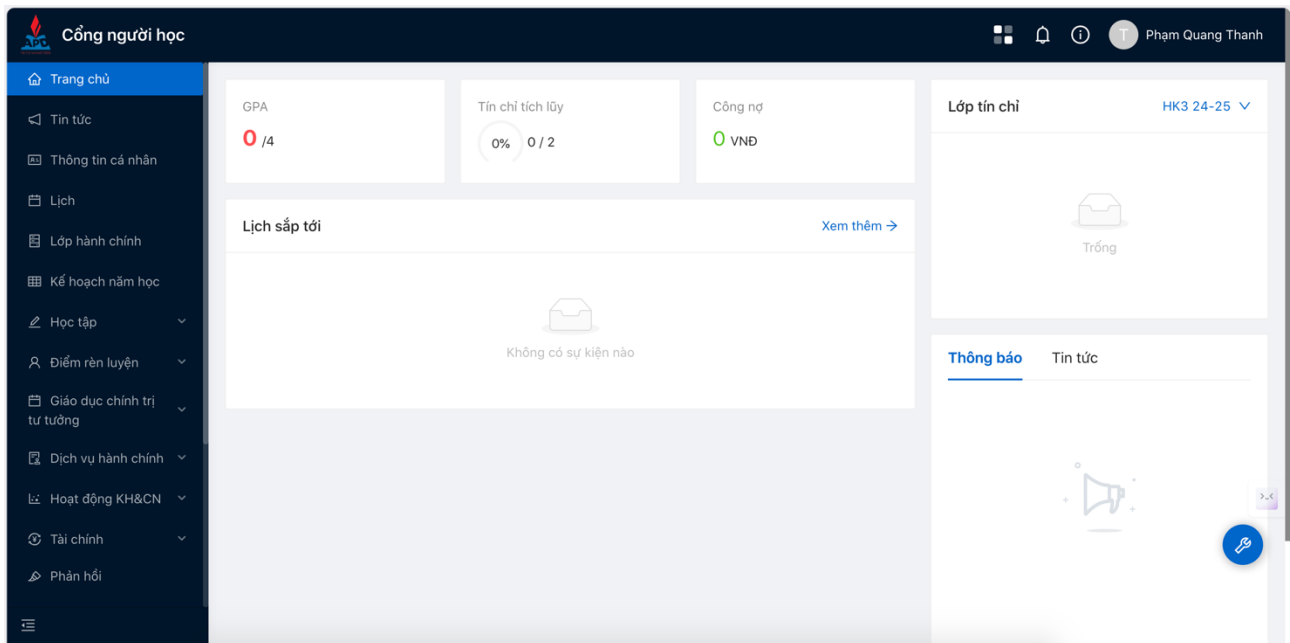 APD
Cổng người học
T
Phạm Quang Thanh
Trang chủ
Tin tức
Thông tin cá nhân
Lịch
Lớp hành chính
Kế hoạch năm học
Học tập
Điểm rèn luyện
Giáo dục chính trị
tư tưởng
Dịch vụ hành chính
Hoạt động KH&CN
Tài chính
Phản hồi
GPA
0 /4
Tín chỉ tích lũy
0% 0 / 2
Công nợ
0 VNĐ
Lịch sắp tới
Xem thêm
Không có sự kiện nào
Lớp tín chỉ
HK3 24-25
Trống
Thông báo
Tin tức